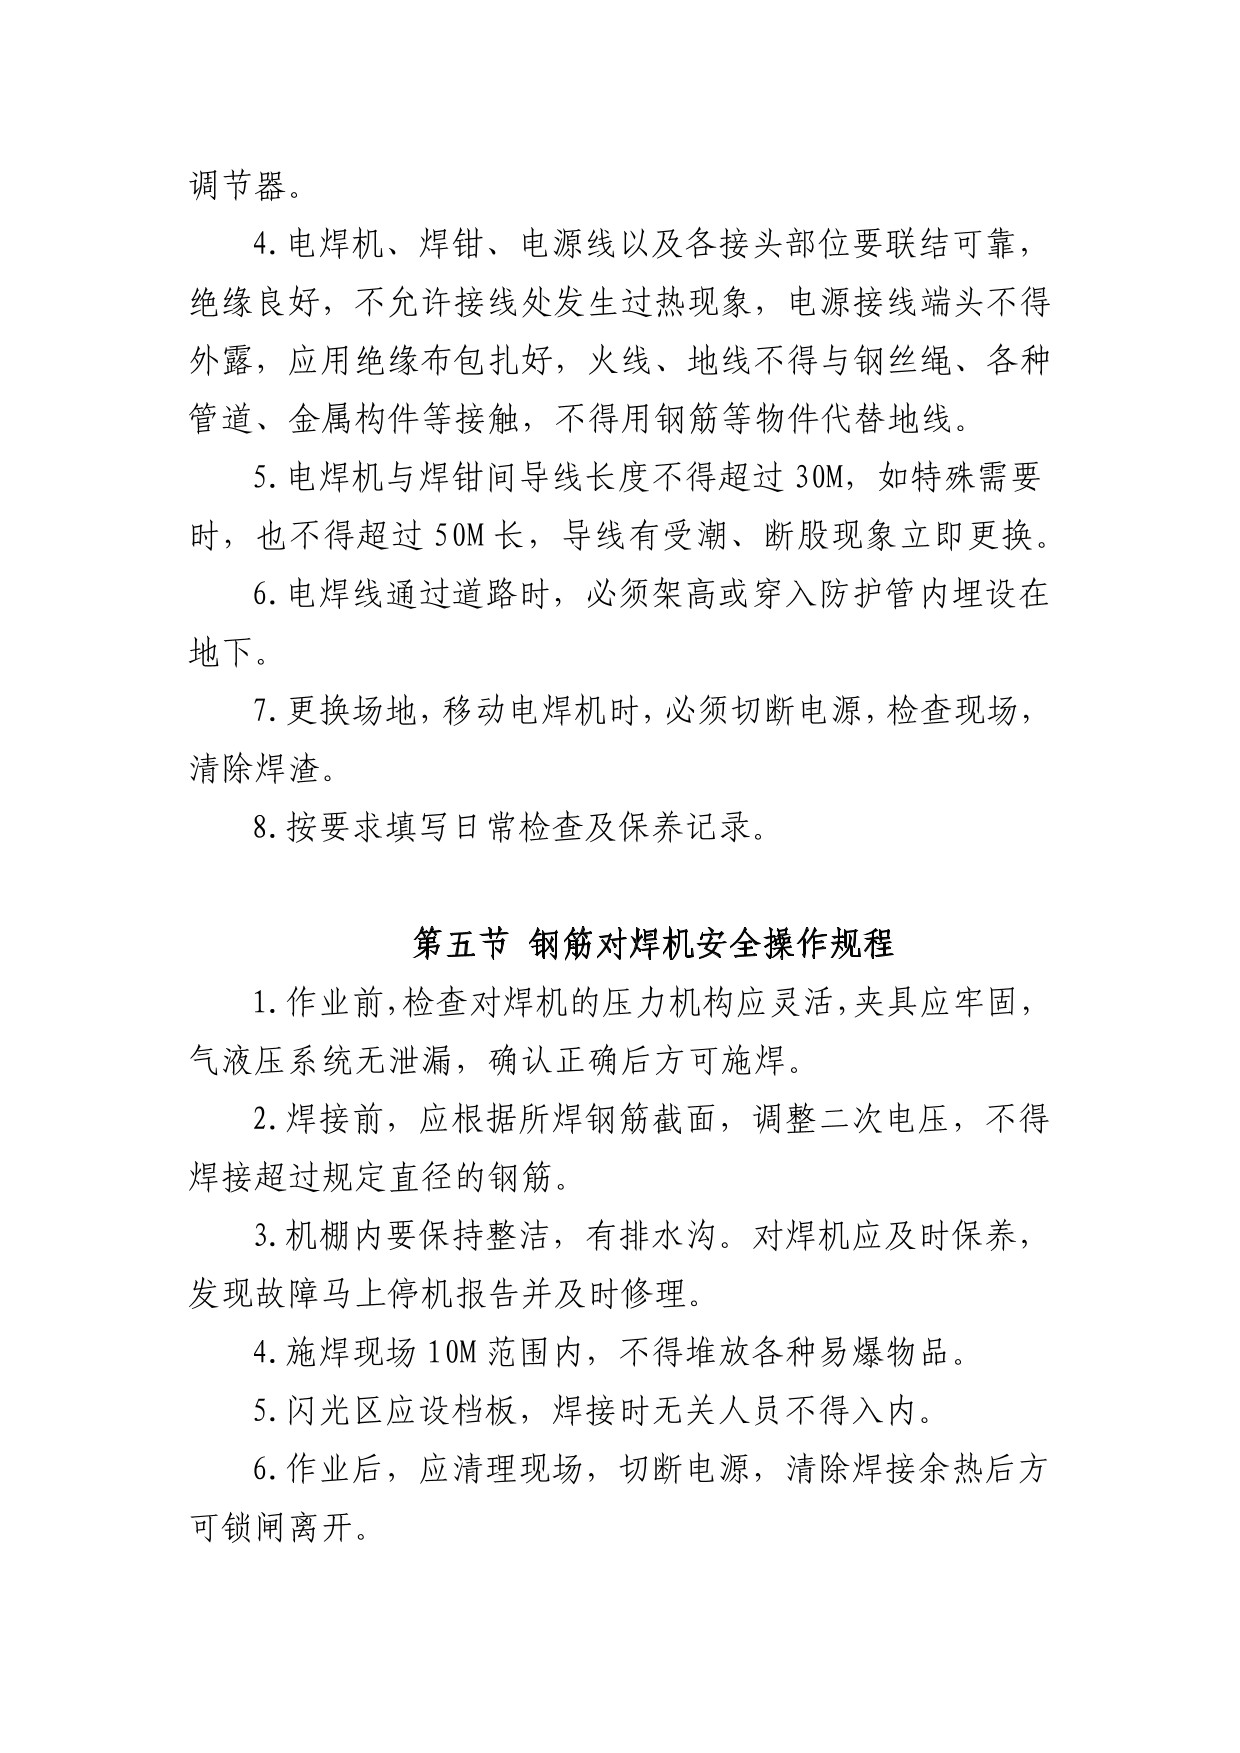 调节器。
4.电焊机、焊钳、电源线以及各接头部位要联结可靠，
绝缘良好，不允许接线处发生过热现象，电源接线端头不得
外露，应用绝缘布包扎好，火线、地线不得与钢丝绳、各种
管道、金属构件等接触，不得用钢筋等物件代替地线。
5.电焊机与焊钳间导线长度不得超过 30M，如特殊需要
时，也不得超过 50M 长，导线有受潮、断股现象立即更换。
6.电焊线通过道路时，必须架高或穿入防护管内埋设在
地下。
7.更换场地,移动电焊机时,必须切断电源,检查现场，
清除焊渣。
8.按要求填写日常检查及保养记录。
第五节 钢筋对焊机安全操作规程
1.作业前,检查对焊机的压力机构应灵活,夹具应牢固，
气液压系统无泄漏，确认正确后方可施焊。
2.焊接前，应根据所焊钢筋截面，调整二次电压，不得
焊接超过规定直径的钢筋。
3.机棚内要保持整洁，有排水沟。对焊机应及时保养，
发现故障马上停机报告并及时修理。
4.施焊现场 10M 范围内，不得堆放各种易爆物品。
5.闪光区应设档板，焊接时无关人员不得入内。
6.作业后，应清理现场，切断电源，清除焊接余热后方
可锁闸离开。